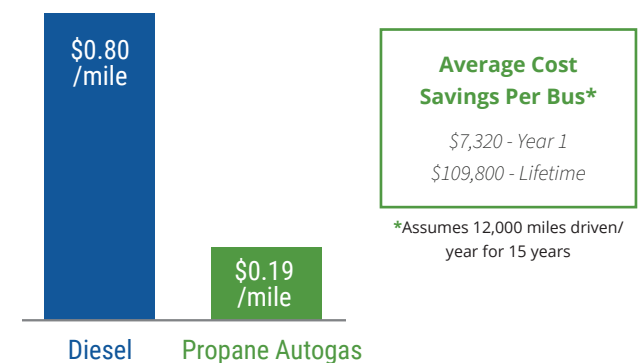 $0.80
/mile
$0.19
/mile
Diesel
Propane Autogas
Average Cost
Savings Per Bus*
$7,320 - Year 1
$109,800 - Lifetime
*Assumes 12,000 miles driven/
year for 15 years